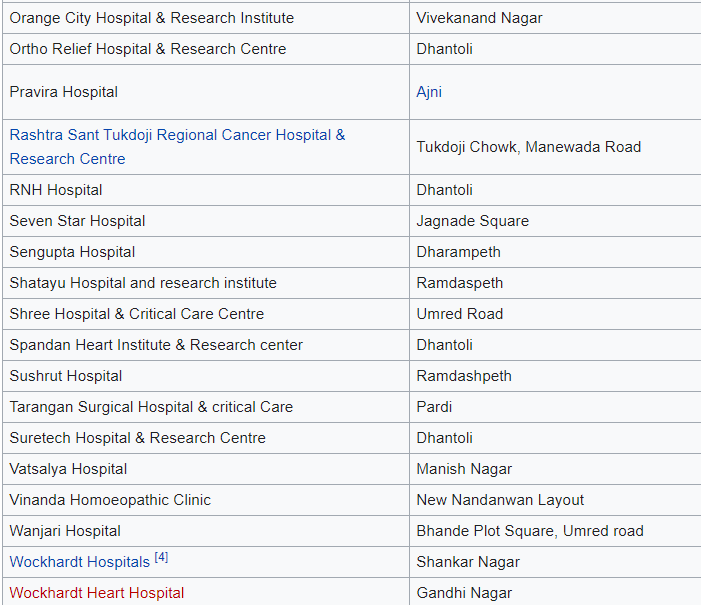 Orange City Hospital & Research Institute Vivekanand Nagar
Ortho Relief Hospital & Research Centre Dhantoli
Pravira Hospital Ajni
Rashtra Sant Tukdoji Regional Cancer Hospital &
Research Centre
Tukdoji Chowk, Manewada Road
RNH Hospital Dhantoli
Seven Star Hospital Jagnade Square
Sengupta Hospital Dharampeth
Shatayu Hospital and research institute Ramdaspeth
Shree Hospital & Critical Care Centre Umred Road
Spandan Heart Institute & Research center Dhantoli
Sushrut Hospital Ramdashpeth
Tarangan Surgical Hospital & critical Care Pardi
Suretech Hospital & Research Centre Dhantoli
Vatsalya Hospital Manish Nagar
Vinanda Homoeopathic Clinic New Nandanwan Layout
Wanjari Hospital Bhande Plot Square, Umred road
Wockhardt Hospitals [4] Shankar Nagar
Wockhardt Heart Hospital Gandhi Nagar